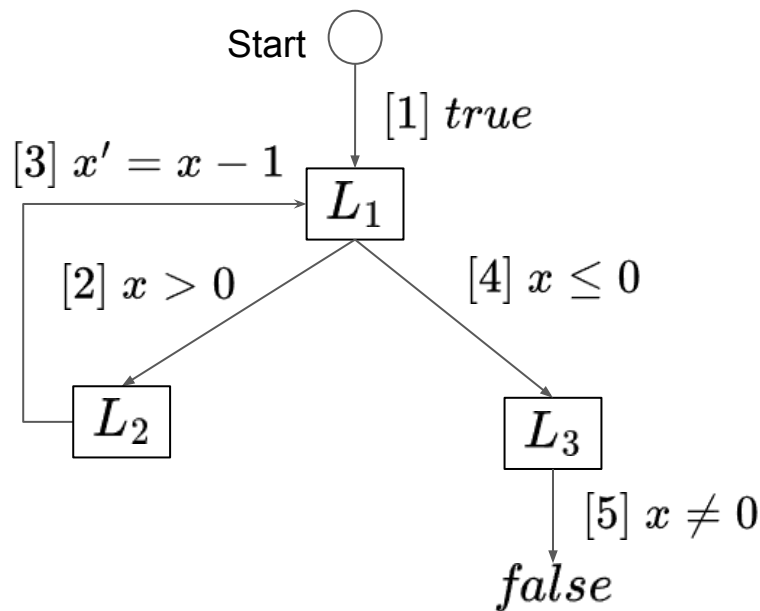 Start
[1] true
[3] x′ = x − 1
L₁
[2] x > 0
[4] x ≤ 0
L₂
L₃
[5] x ≠ 0
false